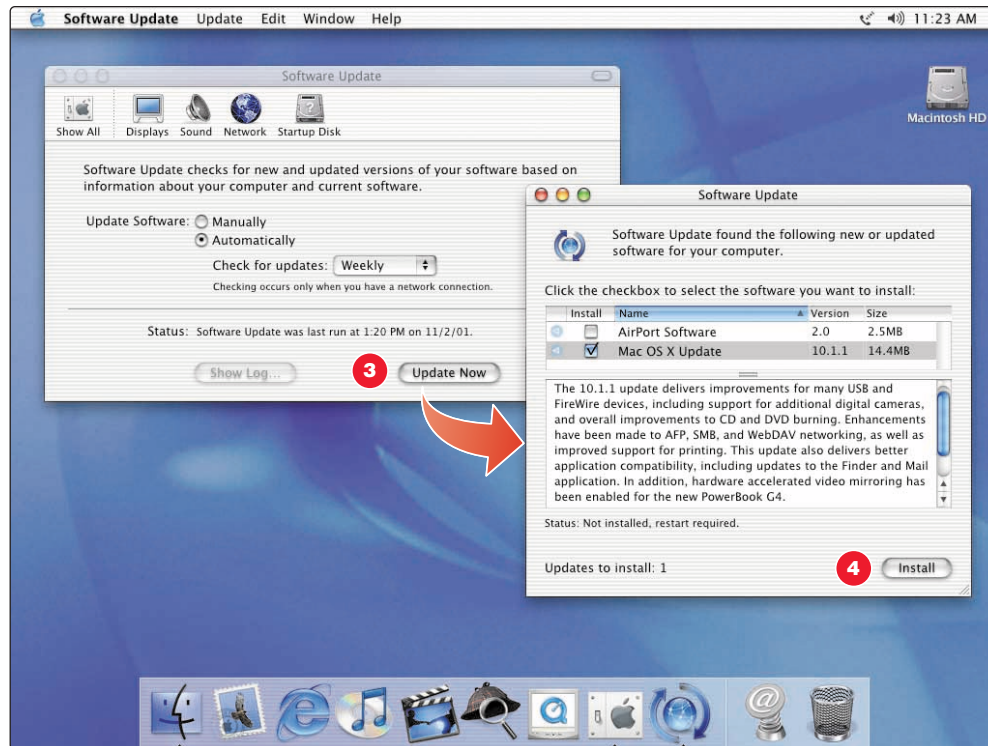 Software Update Update Edit Window Help 11:23 AM
Macintosh HD
Software Update
Show All Displays Sound Network Startup Disk
Software Update checks for new and updated versions of your software based on
information about your computer and current software.
Update Software: Manually
Automatically
Check for updates: Weekly
Checking occurs only when you have a network connection.
Status: Software Update was last run at 1:20 PM on 11/2/01.
Show Log...
3
Update Now
Software Update
Software Update found the following new or updated
software for your computer.
Click the checkbox to select the software you want to install:
Install Name Version Size
AirPort Software 2.0 2.5MB
Mac OS X Update 10.1.1 14.4MB
The 10.1.1 update delivers improvements for many USB and
FireWire devices, including support for additional digital cameras,
and overall improvements to CD and DVD burning. Enhancements
have been made to AFP, SMB, and WebDAV networking, as well as
improved support for printing. This update also delivers better
application compatibility, including updates to the Finder and Mail
application. In addition, hardware accelerated video mirroring has
been enabled for the new PowerBook G4.
Status: Not installed, restart required.
Updates to install: 1
4
Install